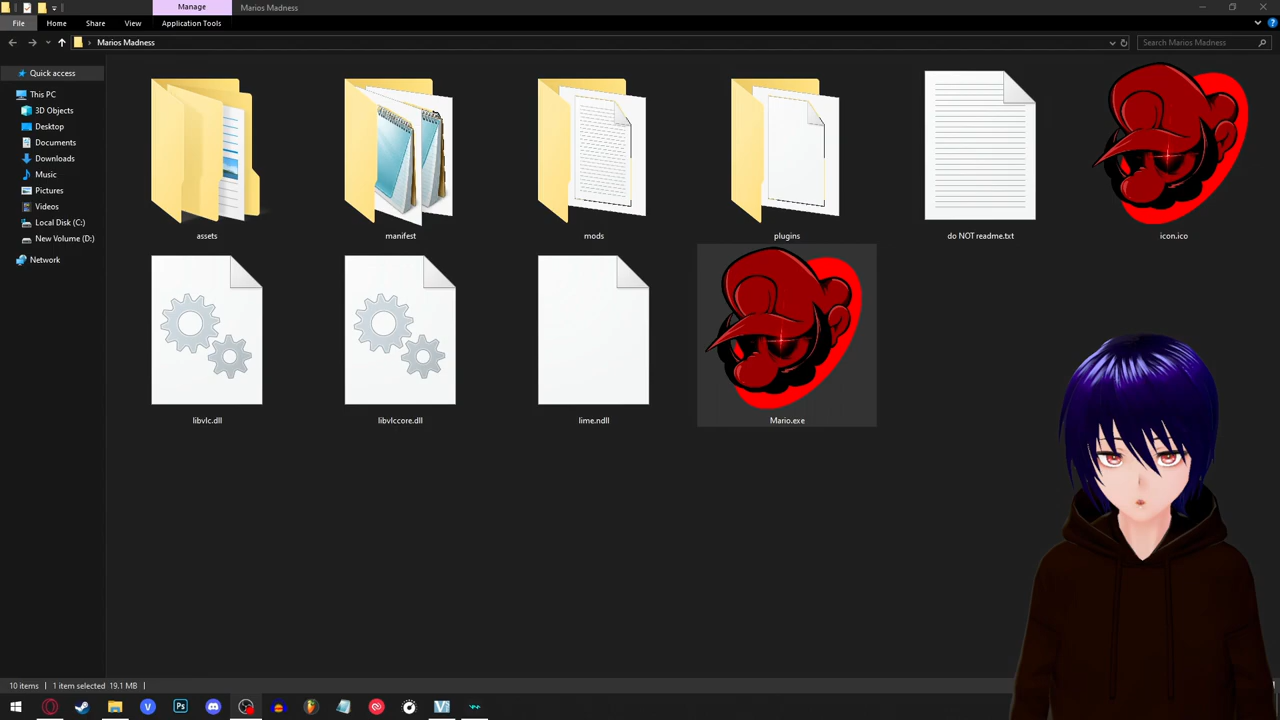 Manage
Marios Madness
File
Home
Share
View
Application Tools
Marios Madness
Search Marios Madness
Quick access
This PC
3D Objects
Desktop
Documents
Downloads
Music
Pictures
Videos
Local Disk (C:)
New Volume (D:)
Network
assets
manifest
mods
plugins
do NOT readme.txt
icon.ico
libvlc.dll
libvlccore.dll
lime.ndll
Mario.exe
10 items
1 item selected 19.1 MB
V
Ps
Vi